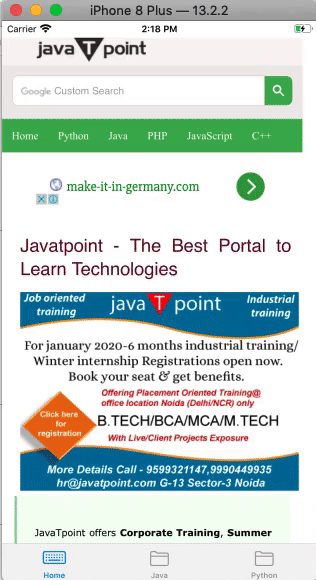 iPhone 8 Plus — 13.2.2
Carrier 2:18 PM
javaTpoint
Google Custom Search
Home Python Java PHP JavaScript C++
make-it-in-germany.com
Javatpoint - The Best Portal to
Learn Technologies
Job oriented
training
java T point
Industrial
training
For january 2020-6 months industrial training/
Winter internship Registrations open now.
Book your seat & get benefits.
Offering Placement Oriented Training@
office location Noida (Delhi/NCR) only
Click here
for
registration
B.TECH/BCA/MCA/M.TECH
With Live/Client Projects Exposure
More Details Call - 9599321147,9990449935
hr@javatpoint.com G-13 Sector-3 Noida
JavaTpoint offers Corporate Training, Summer
Home Java Python